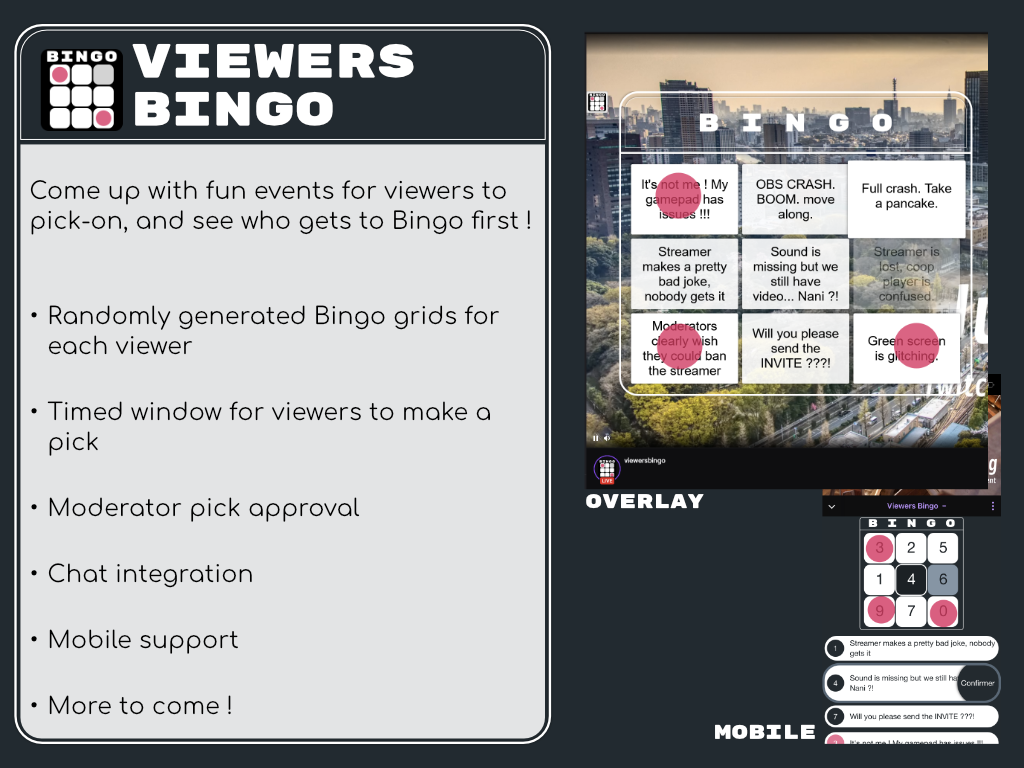 BINGO
VIEWERS
BINGO
Come up with fun events for viewers to
pick-on, and see who gets to Bingo first !
• Randomly generated Bingo grids for
each viewer
• Timed window for viewers to make a
pick
• Moderator pick approval
• Chat integration
• Mobile support
• More to come !
BINGO
B I N G O
It's not me ! My
gamepad has
issues !!!
OBS CRASH.
BOOM. move
along.
Full crash. Take
a pancake.
Streamer
makes a pretty
bad joke,
nobody gets it
Sound is
missing but we
still have
video... Nani ?!
Streamer is
lost, coop
player is
confused.
Moderators
clearly wish
they could ban
the streamer
Will you please
send the
INVITE ???!
Green screen
is glitching.
Twitc
BINGO
LIVE
viewersbingo
OVERLAY
Viewers Bingo
B I N G O
3 2 5
1 4 6
9 7 0
1 Streamer makes a pretty bad joke, nobody
gets it
4 Sound is missing but we still ha
Nani ?!
Confirmer
7 Will you please send the INVITE ???!
It's not me ! My gamepad has issues !!!
MOBILE